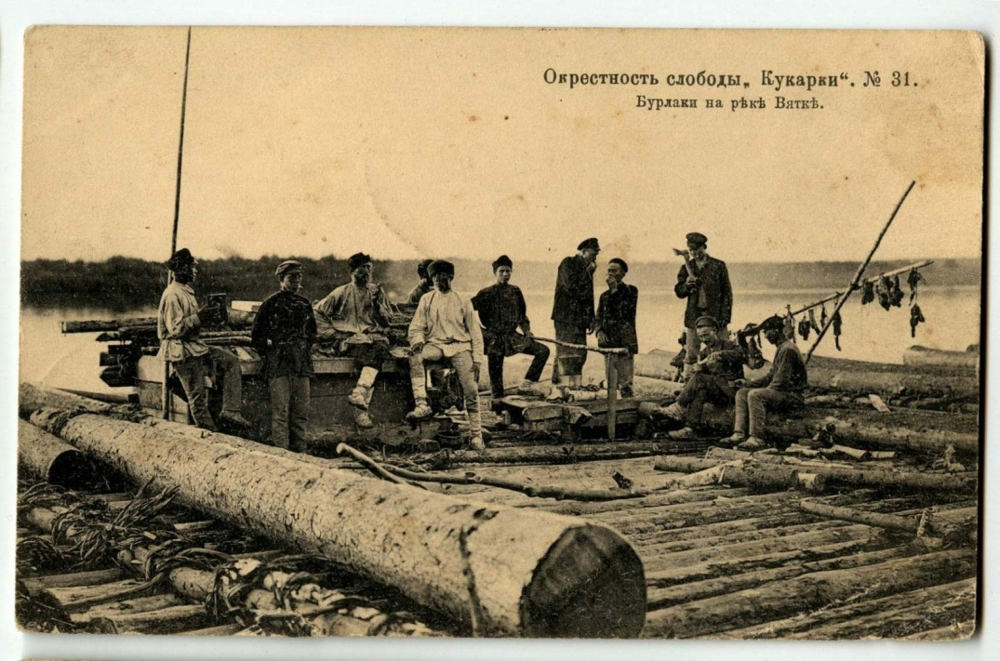 Окрестность слободы „ Кукарки“. № 31.
Бурлаки на рѣкѣ Вяткѣ.